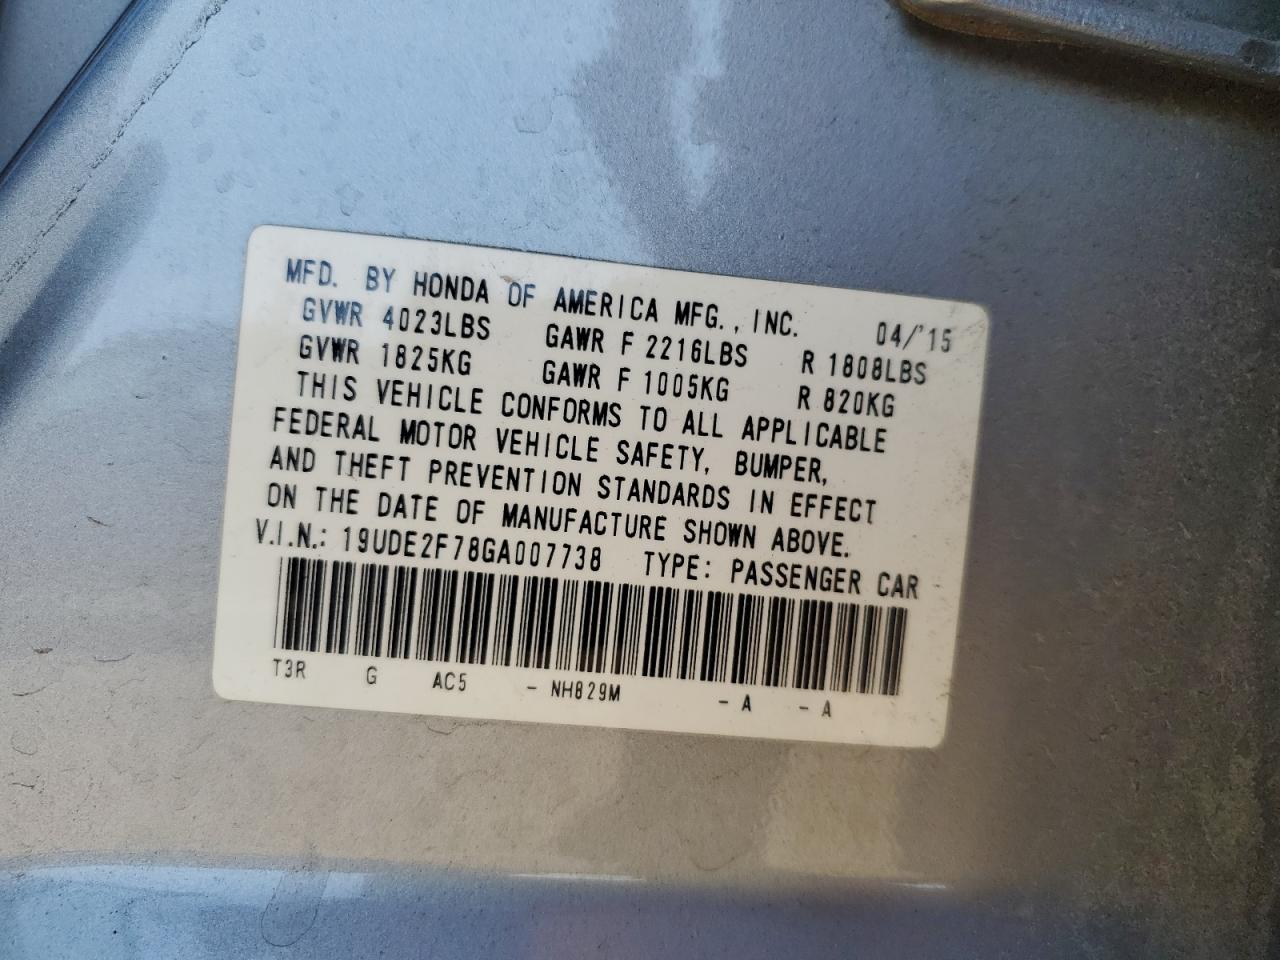 MFD. BY HONDA OF AMERICA MFG., INC. 04/'15
GVWR 4023LBS GAWR F 2216LBS R 1808LBS
GVWR 1825KG GAWR F 1005KG R 820KG
THIS VEHICLE CONFORMS TO ALL APPLICABLE
FEDERAL MOTOR VEHICLE SAFETY, BUMPER,
AND THEFT PREVENTION STANDARDS IN EFFECT
ON THE DATE OF MANUFACTURE SHOWN ABOVE.
V.I.N.: 19UDE2F78GA007738 TYPE: PASSENGER CAR
T3R G AC5 - NH829M - A - A